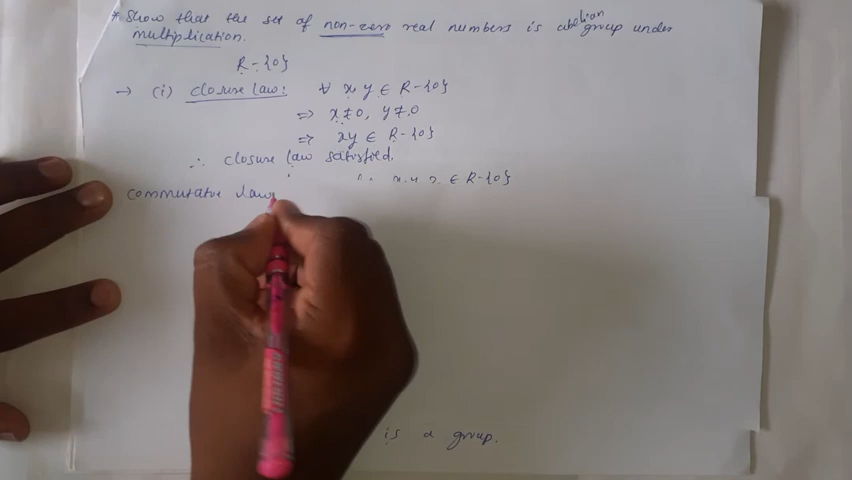 * Show that the set of non-zero real numbers is abelian group under
multiplication.
R-{0}
→ (i) closure law: ∀ x, y ∈ R-{0}
⇒ x≠0, y≠0
⇒ xy ∈ R-{0}
∴ closure law satisfied.
x, y, z ∈ R-{0}
commutative law
is a group.